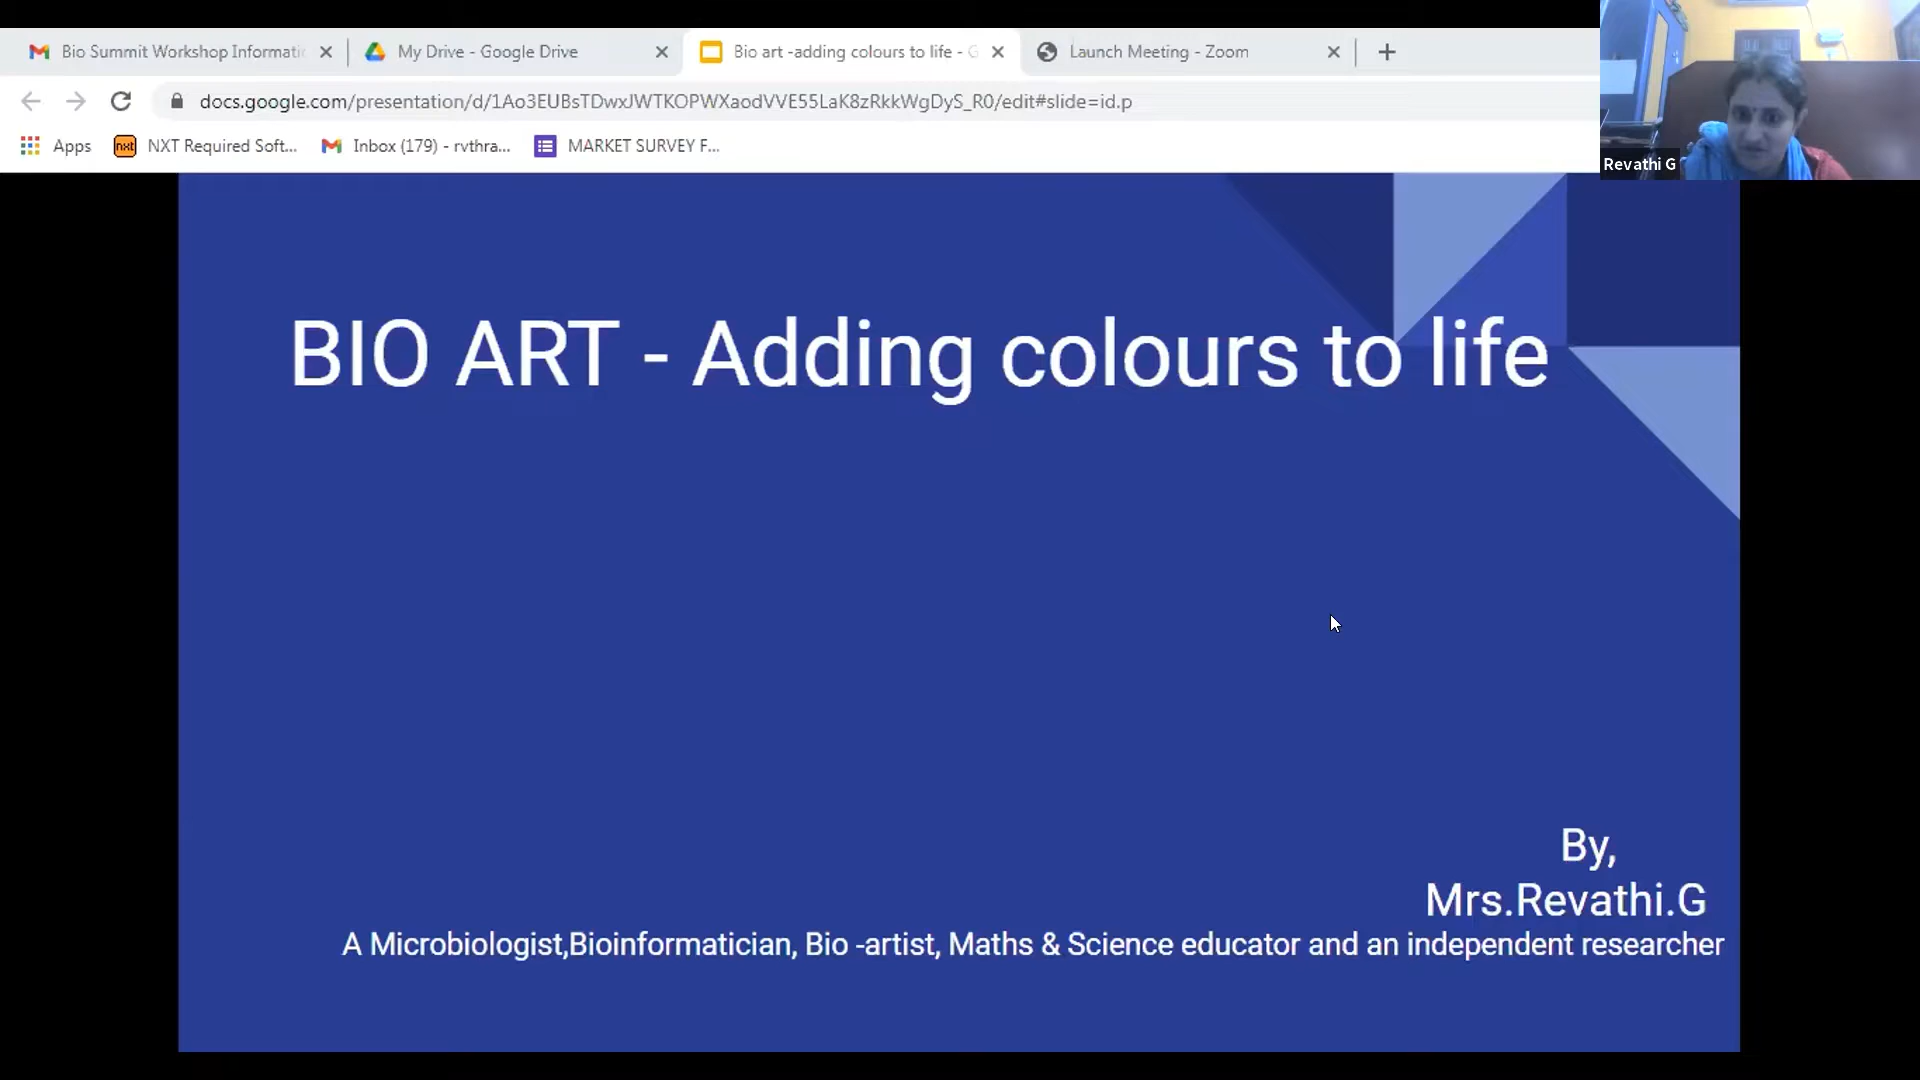 Bio Summit Workshop Informati
My Drive - Google Drive
Bio art -adding colours to life - G
Launch Meeting - Zoom
docs.google.com/presentation/d/1Ao3EUBsTDwxJWTKOPWXaodVVE55LaK8zRkkWgDyS_R0/edit#slide=id.p
Apps
nxt
NXT Required Soft...
Inbox (179) - rvthra...
MARKET SURVEY F...
Revathi G
BIO ART - Adding colours to life
By,
Mrs.Revathi.G
A Microbiologist,Bioinformatician, Bio -artist, Maths & Science educator and an independent researcher